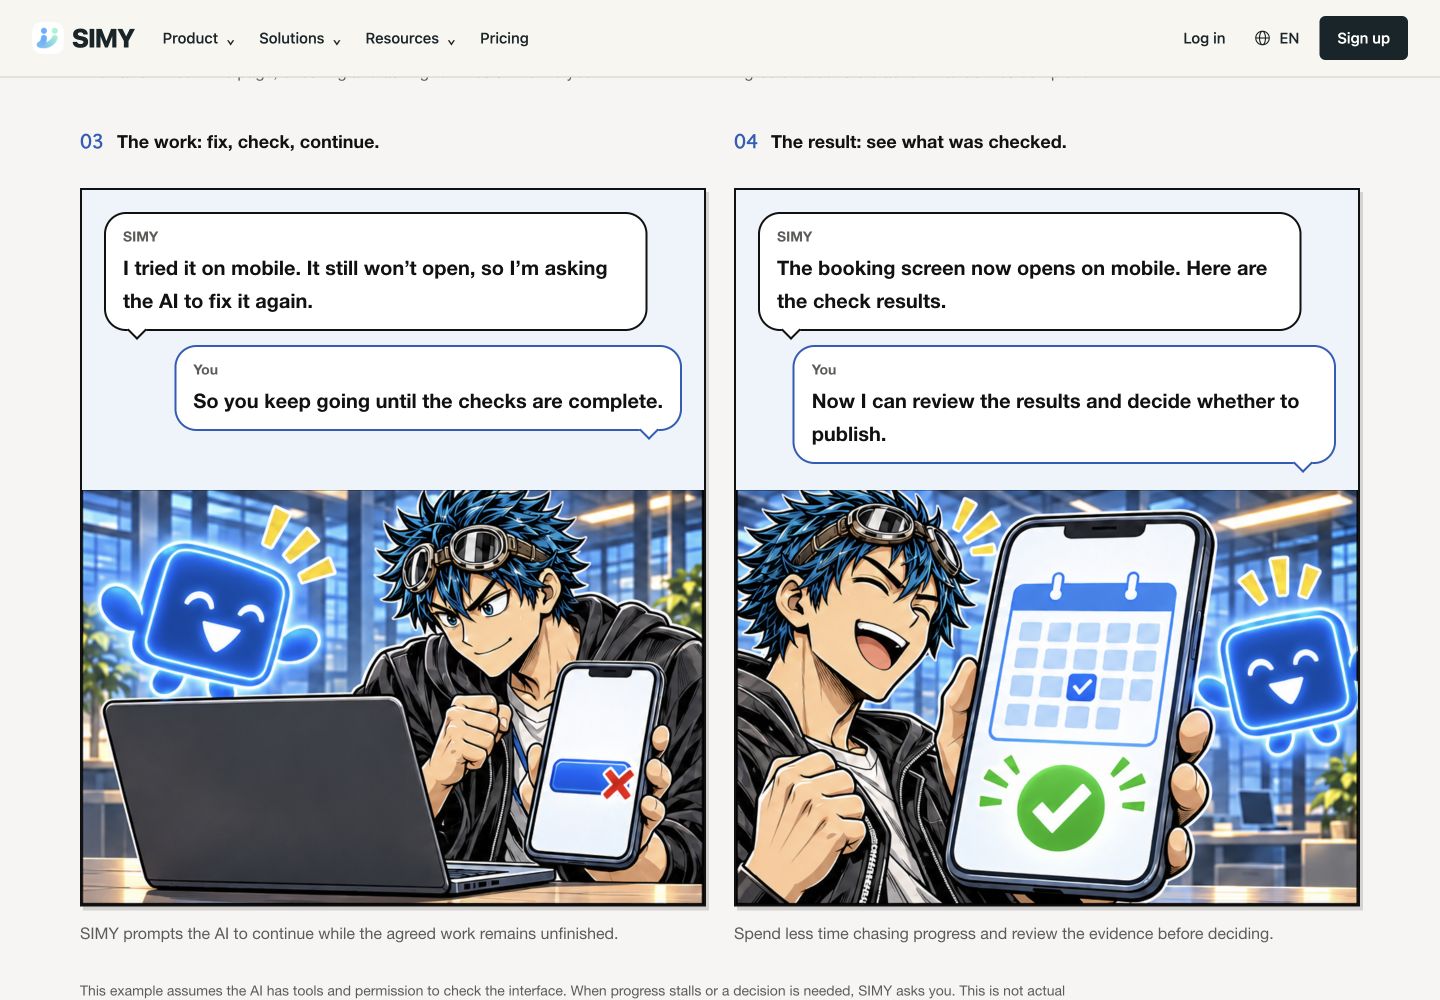 SIMY
Product
Solutions
Resources
Pricing
Log in
EN
Sign up
03 The work: fix, check, continue.
SIMY
I tried it on mobile. It still won’t open, so I’m asking
the AI to fix it again.
You
So you keep going until the checks are complete.
SIMY prompts the AI to continue while the agreed work remains unfinished.
04 The result: see what was checked.
SIMY
The booking screen now opens on mobile. Here are
the check results.
You
Now I can review the results and decide whether to
publish.
Spend less time chasing progress and review the evidence before deciding.
This example assumes the AI has tools and permission to check the interface. When progress stalls or a decision is needed, SIMY asks you. This is not actual